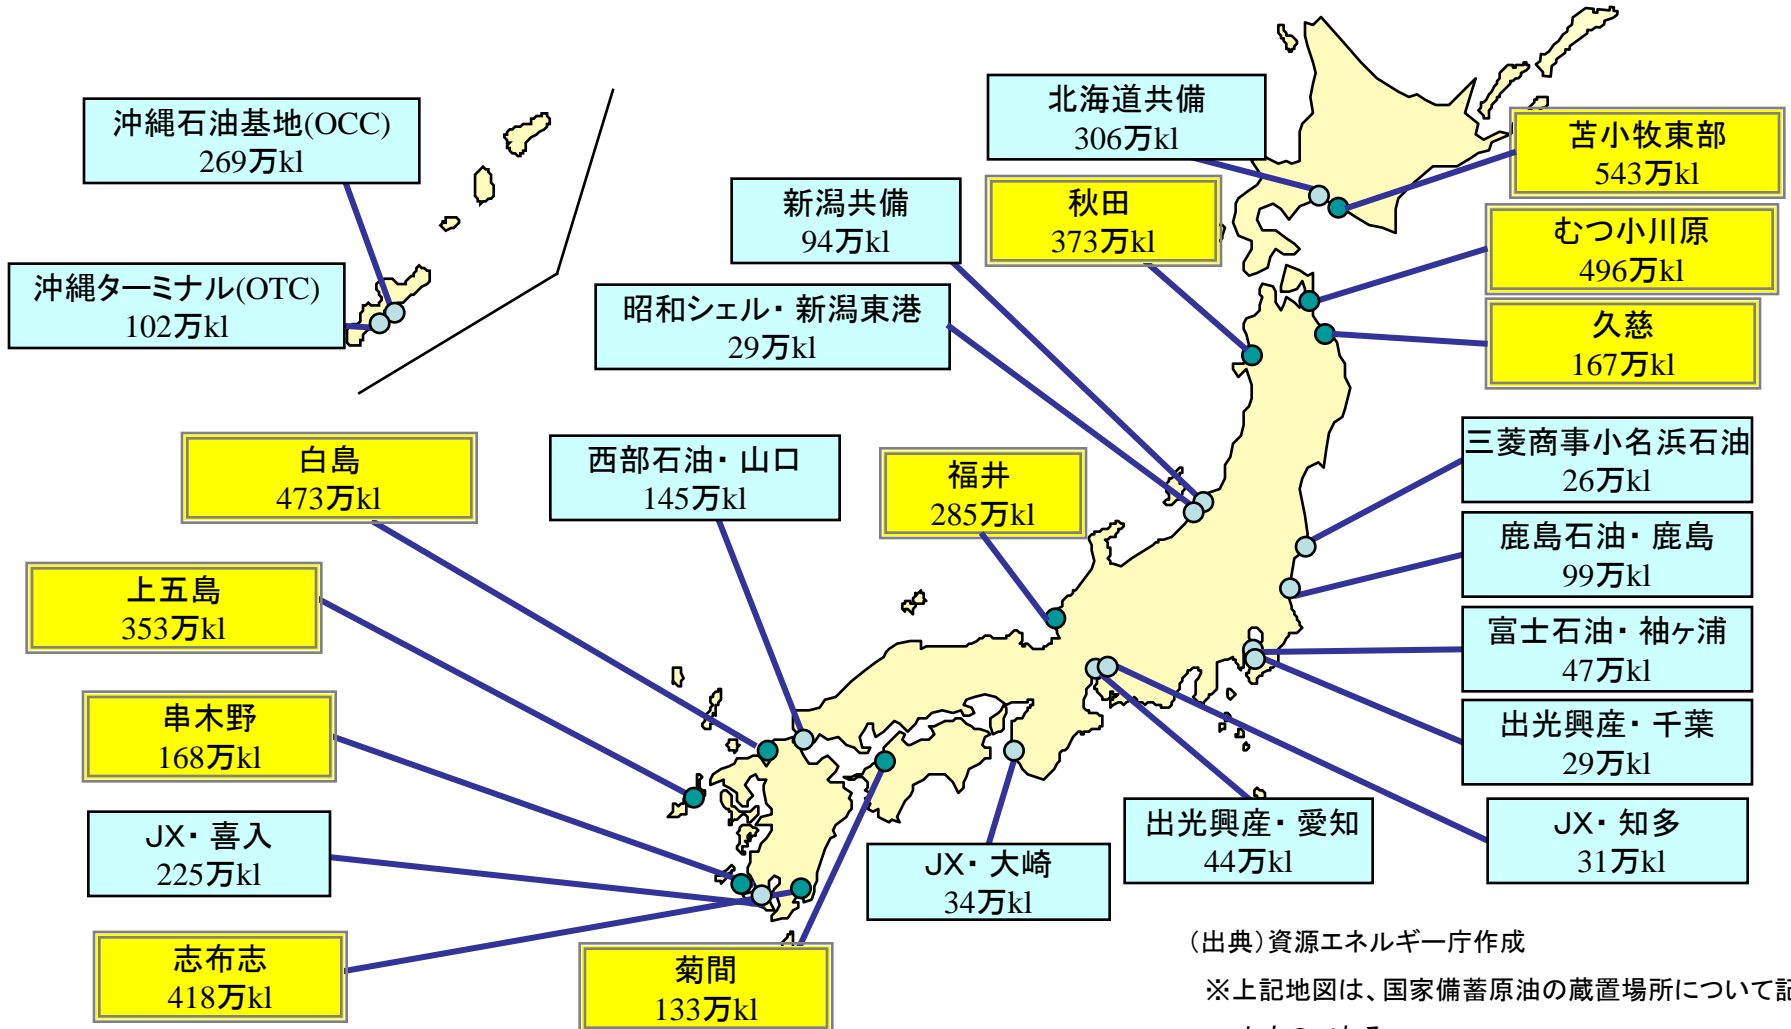 北海道共備
306万kl
沖縄石油基地(OCC)
269万kl
苫小牧東部
543万kl
新潟共備
94万kl
秋田
373万kl
むつ小川原
496万kl
沖縄ターミナル(OTC)
102万kl
昭和シェル・新潟東港
29万kl
久慈
167万kl
白島
473万kl
西部石油・山口
145万kl
福井
285万kl
三菱商事小名浜石油
26万kl
鹿島石油・鹿島
99万kl
上五島
353万kl
富士石油・袖ヶ浦
47万kl
串木野
168万kl
出光興産・千葉
29万kl
JX・喜入
225万kl
JX・大崎
34万kl
出光興産・愛知
44万kl
JX・知多
31万kl
志布志
418万kl
菊間
133万kl
(出典)資源エネルギー庁作成
※上記地図は、国家備蓄原油の蔵置場所について記